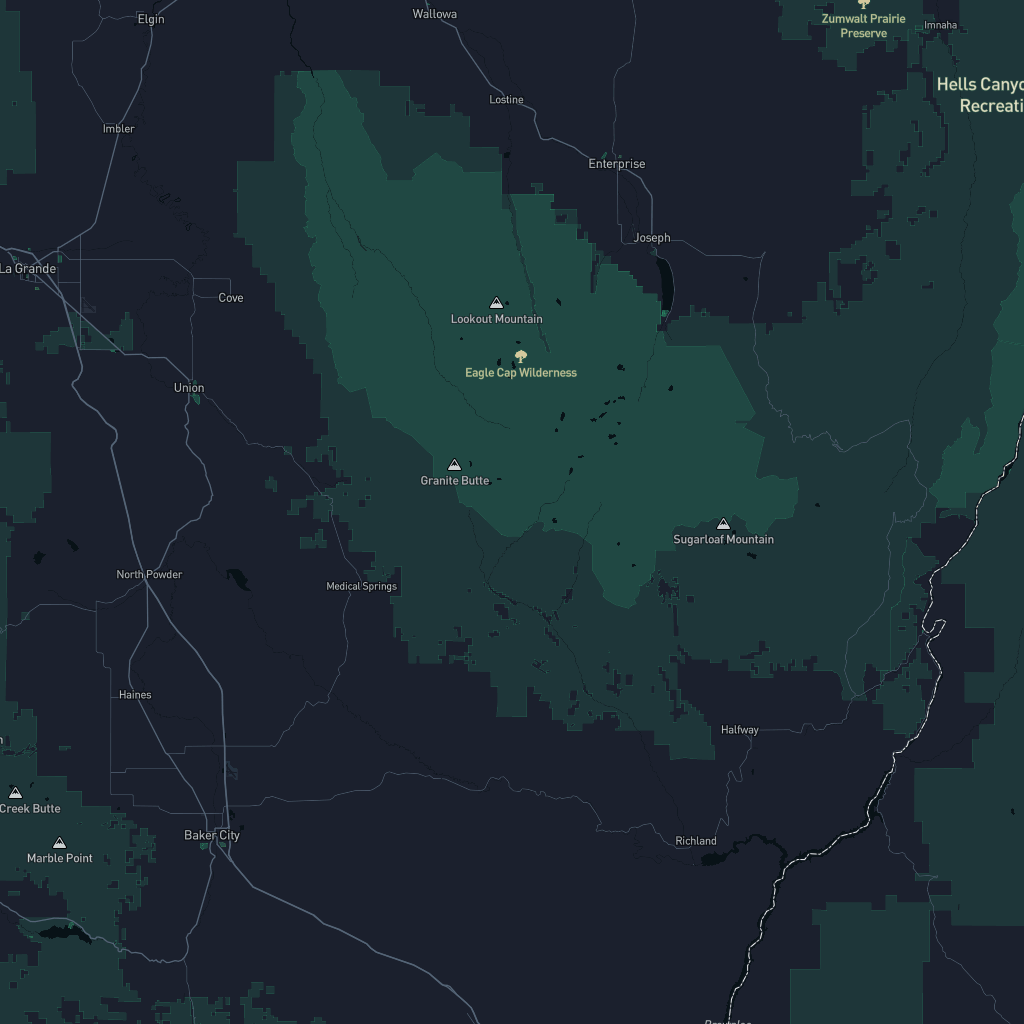 Elgin
Wallowa
Zumwalt Prairie
Preserve
Imnaha
Lostine
Hells Canyo
Recreati
Imbler
Enterprise
Joseph
La Grande
Cove
Lookout Mountain
Eagle Cap Wilderness
Union
Granite Butte
Sugarloaf Mountain
North Powder
Medical Springs
Haines
Halfway
Creek Butte
Baker City
Richland
Marble Point